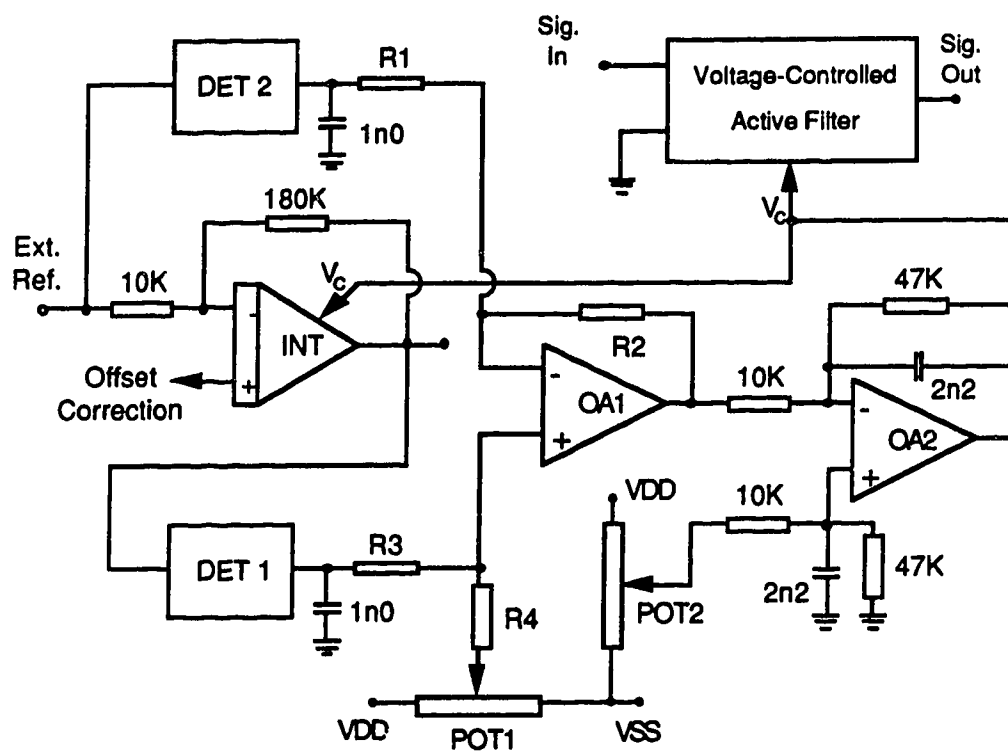 Sig.
In
Sig.
Out
Voltage-Controlled
Active Filter
DET 2
R1
1n0
180K
VC
Ext.
Ref.
10K
VC
-
INT
+
Offset
Correction
47K
R2
-
OA1
+
10K
2n2
-
OA2
+
VDD
10K
DET 1
R3
1n0
R4
POT2
2n2
47K
VDD
POT1
VSS